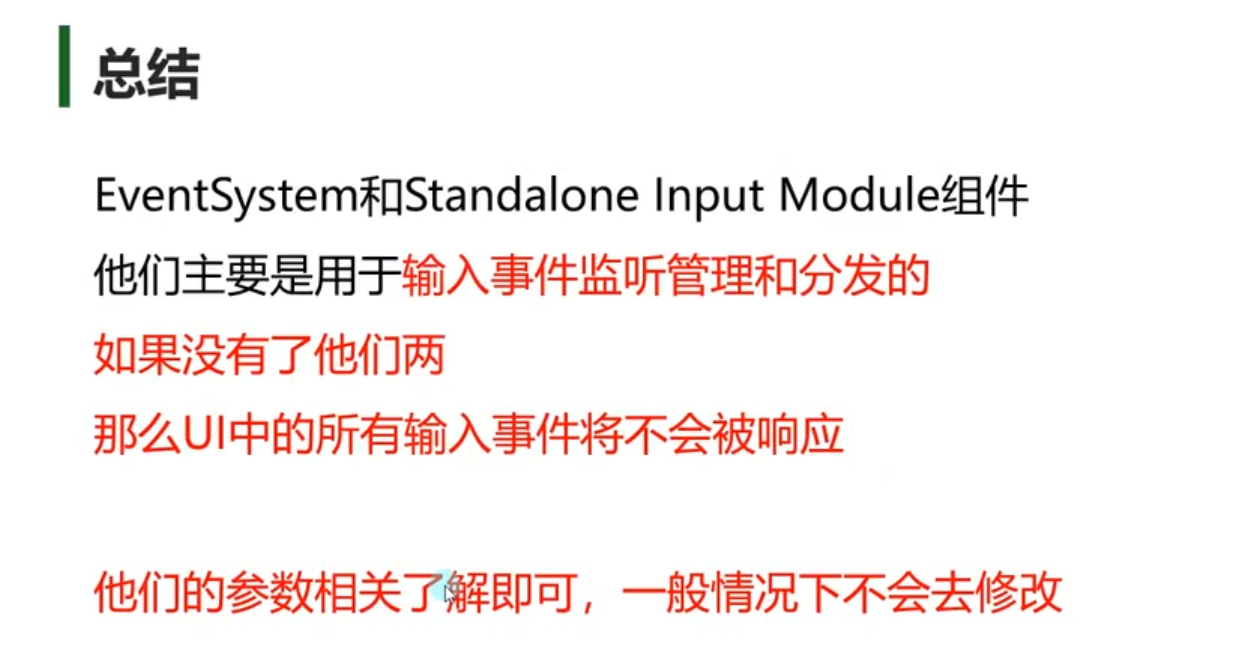 总结
EventSystem和Standalone Input Module组件
他们主要是用于输入事件监听管理和分发的
如果没有了他们两
那么UI中的所有输入事件将不会被响应
他们的参数相关了解即可，一般情况下不会去修改